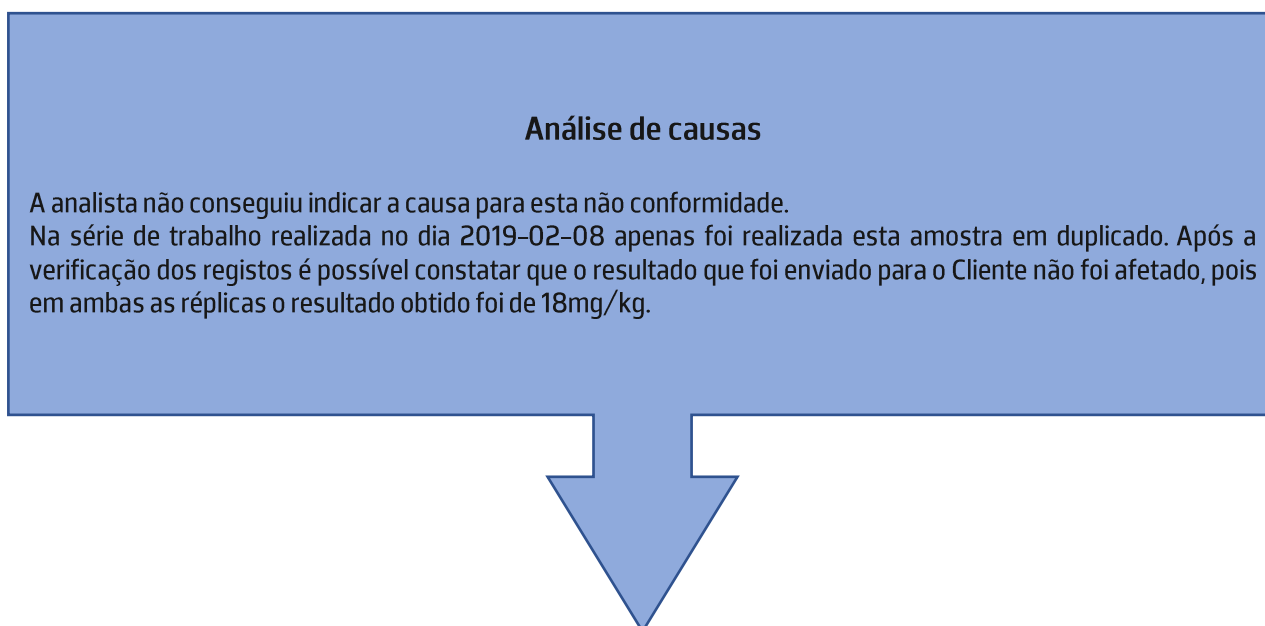 Análise de causas
A analista não conseguiu indicar a causa para esta não conformidade.
Na série de trabalho realizada no dia 2019-02-08 apenas foi realizada esta amostra em duplicado. Após a
verificação dos registos é possível constatar que o resultado que foi enviado para o Cliente não foi afetado, pois
em ambas as réplicas o resultado obtido foi de 18mg/kg.